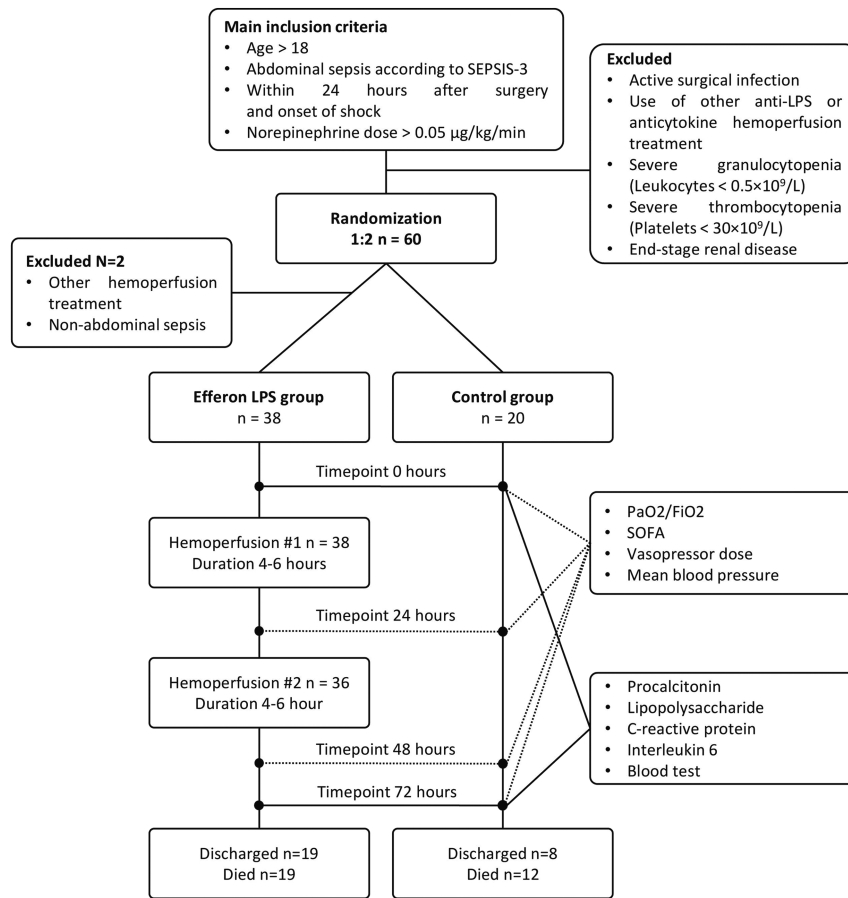 Main inclusion criteria
• Age > 18
• Abdominal sepsis according to SEPSIS-3
• Within 24 hours after surgery
and onset of shock
• Norepinephrine dose > 0.05 µg/kg/min
Excluded
• Active surgical infection
• Use of other anti-LPS or
anticytokine hemoperfusion
treatment
• Severe granulocytopenia
(Leukocytes < 0.5×10⁹/L)
• Severe thrombocytopenia
(Platelets < 30×10⁹/L)
• End-stage renal disease
Randomization
1:2 n = 60
Excluded N=2
• Other hemoperfusion
treatment
• Non-abdominal sepsis
Efferon LPS group
n = 38
Control group
n = 20
Timepoint 0 hours
Hemoperfusion #1 n = 38
Duration 4-6 hours
• PaO2/FiO2
• SOFA
• Vasopressor dose
• Mean blood pressure
Timepoint 24 hours
Hemoperfusion #2 n = 36
Duration 4-6 hour
• Procalcitonin
• Lipopolysaccharide
• C-reactive protein
• Interleukin 6
• Blood test
Timepoint 48 hours
Timepoint 72 hours
Discharged n=19
Died n=19
Discharged n=8
Died n=12